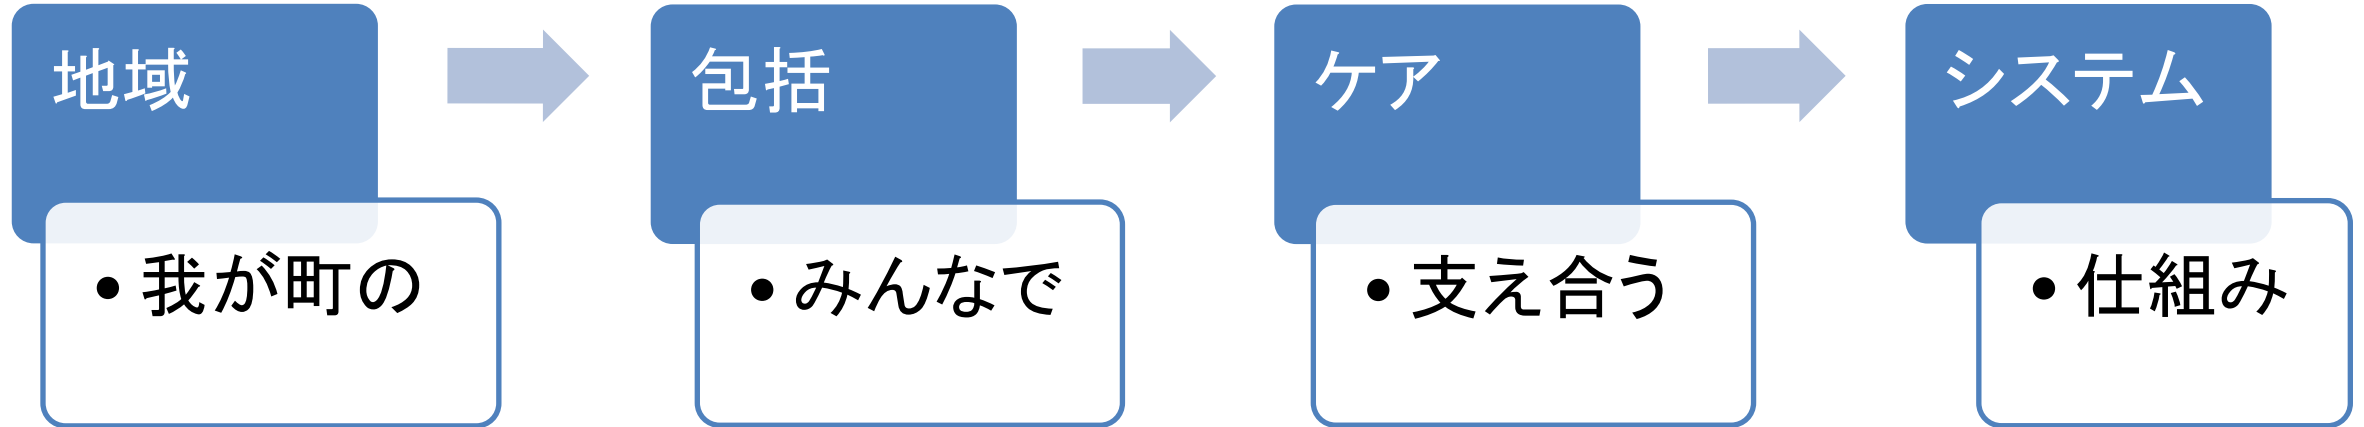 地域
• 我が町の
包括
• みんなで
ケア
• 支え合う
システム
• 仕組み